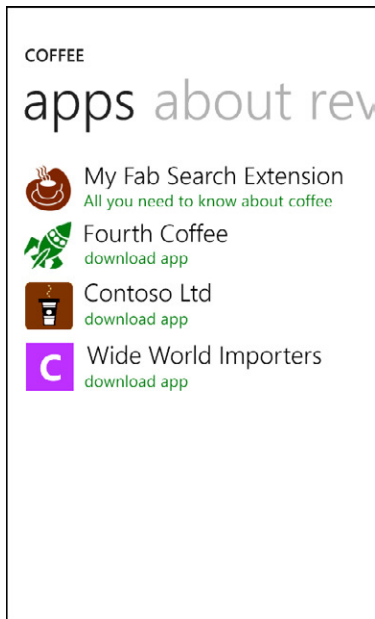 COFFEE
apps about rev
My Fab Search Extension
All you need to know about coffee
Fourth Coffee
download app
Contoso Ltd
download app
C Wide World Importers
download app